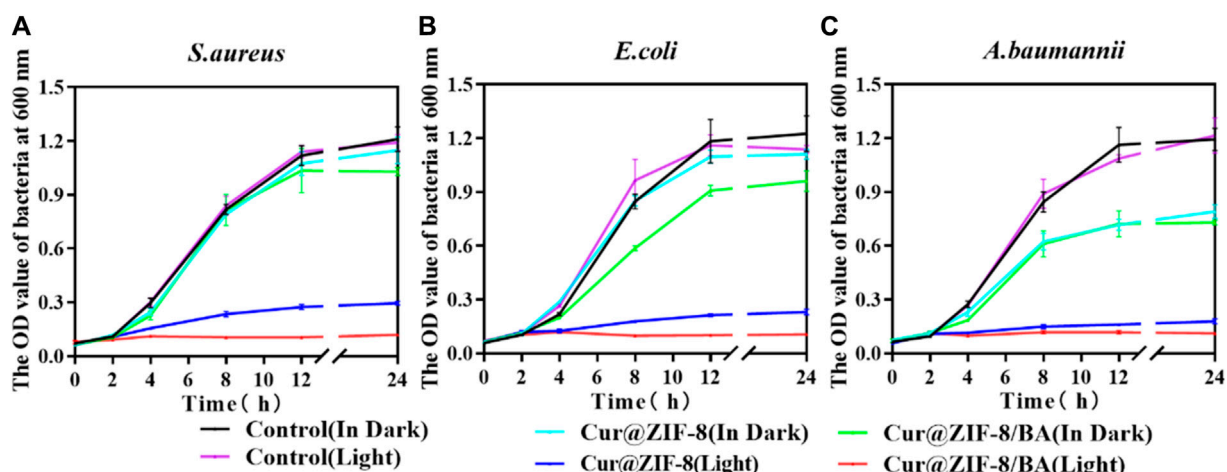 A
S.aureus
The OD value of bacteria at 600 nm
1.5
1.2
0.9
0.6
0.3
0.0
0 2 4 6 8 10 12 24
Time( h)
B
E.coli
The OD value of bacteria at 600 nm
1.5
1.2
0.9
0.6
0.3
0.0
0 2 4 6 8 10 12 24
Time( h)
C
A.baumannii
The OD value of bacteria at 600 nm
1.5
1.2
0.9
0.6
0.3
0.0
0 2 4 6 8 10 12 24
Time( h)
Control(In Dark)
Control(Light)
Cur@ZIF-8(In Dark)
Cur@ZIF-8(Light)
Cur@ZIF-8/BA(In Dark)
Cur@ZIF-8/BA(Light)